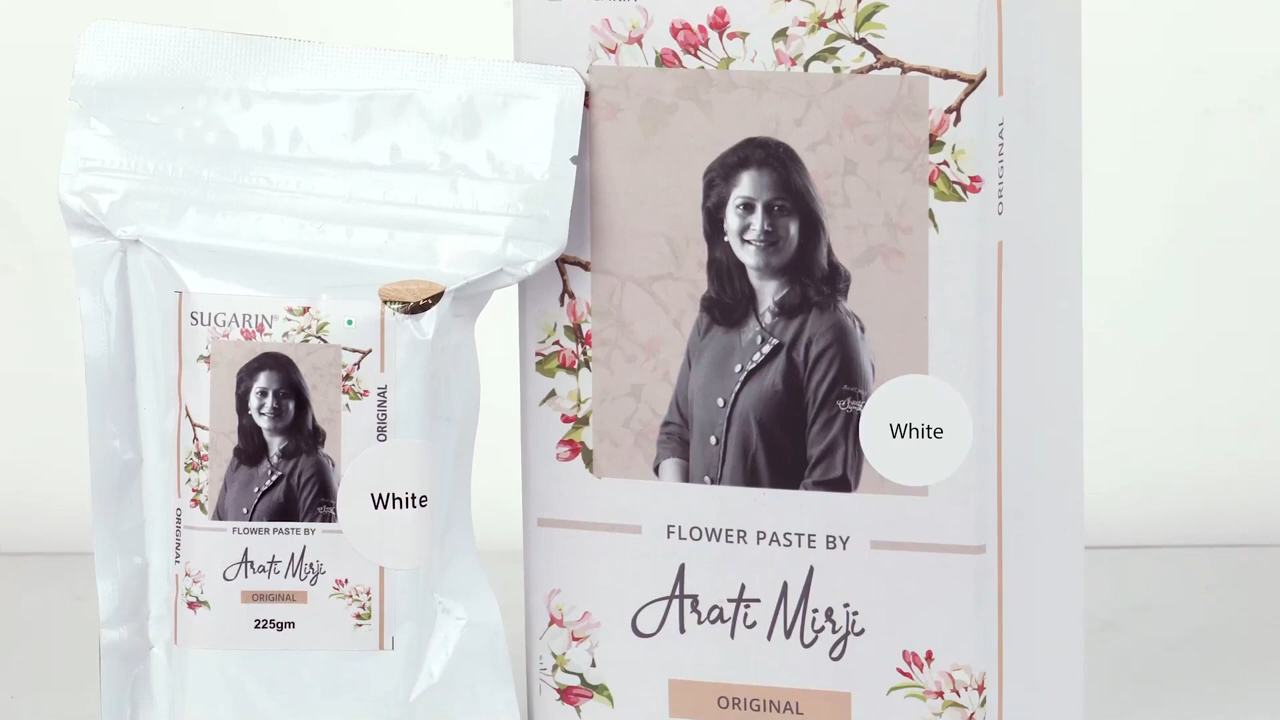 SUGARIN®
ORIGINAL
White
FLOWER PASTE BY
Arati Mirji
ORIGINAL
ORIGINAL
225gm
ORIGINAL
White
FLOWER PASTE BY
Arati Mirji
ORIGINAL